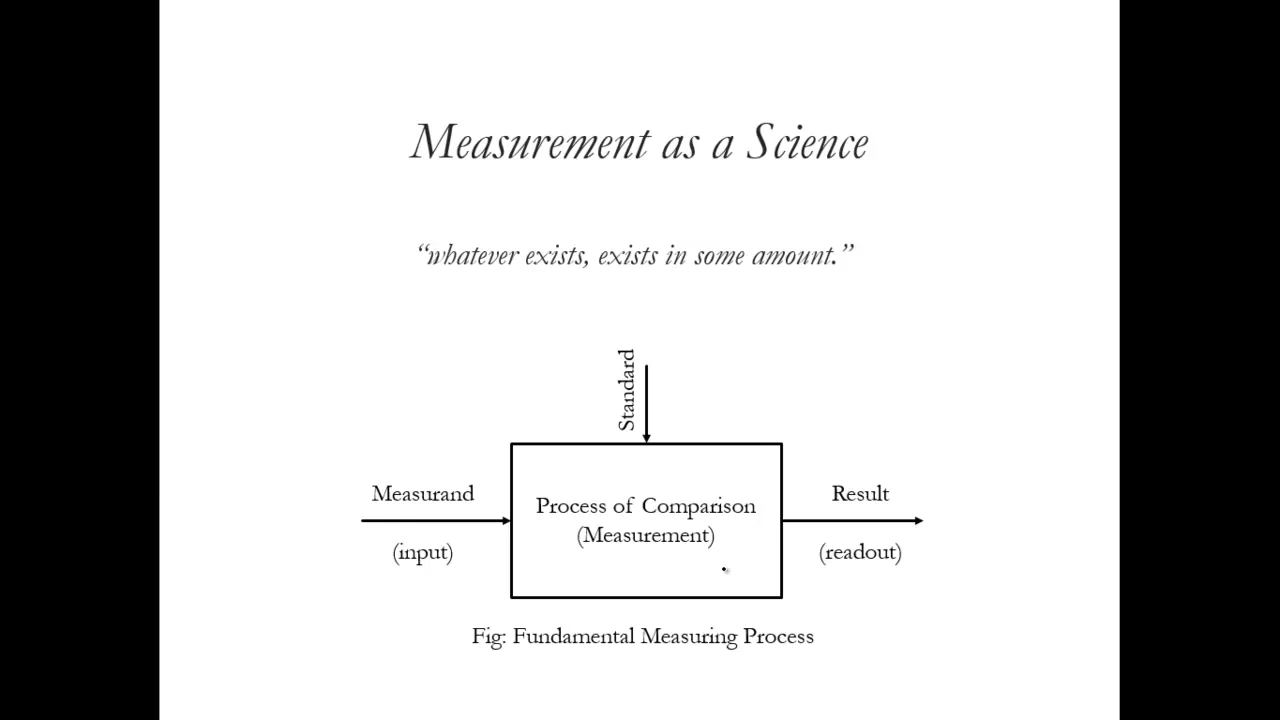 Measurement as a Science
“whatever exists, exists in some amount.”
Standard
Measurand
(input)
Process of Comparison
(Measurement)
Result
(readout)
Fig: Fundamental Measuring Process